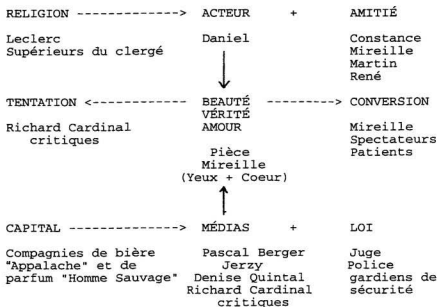 RELIGION ------------> ACTEUR + AMITIÉ
Leclerc Daniel Constance
Supérieurs du clergé Mireille
Martin
René
TENTATION <----------- BEAUTÉ ---------> CONVERSION
VÉRITÉ
Richard Cardinal AMOUR Mireille
critiques Spectateurs
Pièce Patients
Mireille
(Yeux + Coeur)
CAPITAL -------------> MÉDIAS + LOI
Compagnies de bière Pascal Berger Juge
"Appalache" et de Jerzy Police
parfum "Homme Sauvage" Denise Quintal gardiens de
Richard Cardinal sécurité
critiques